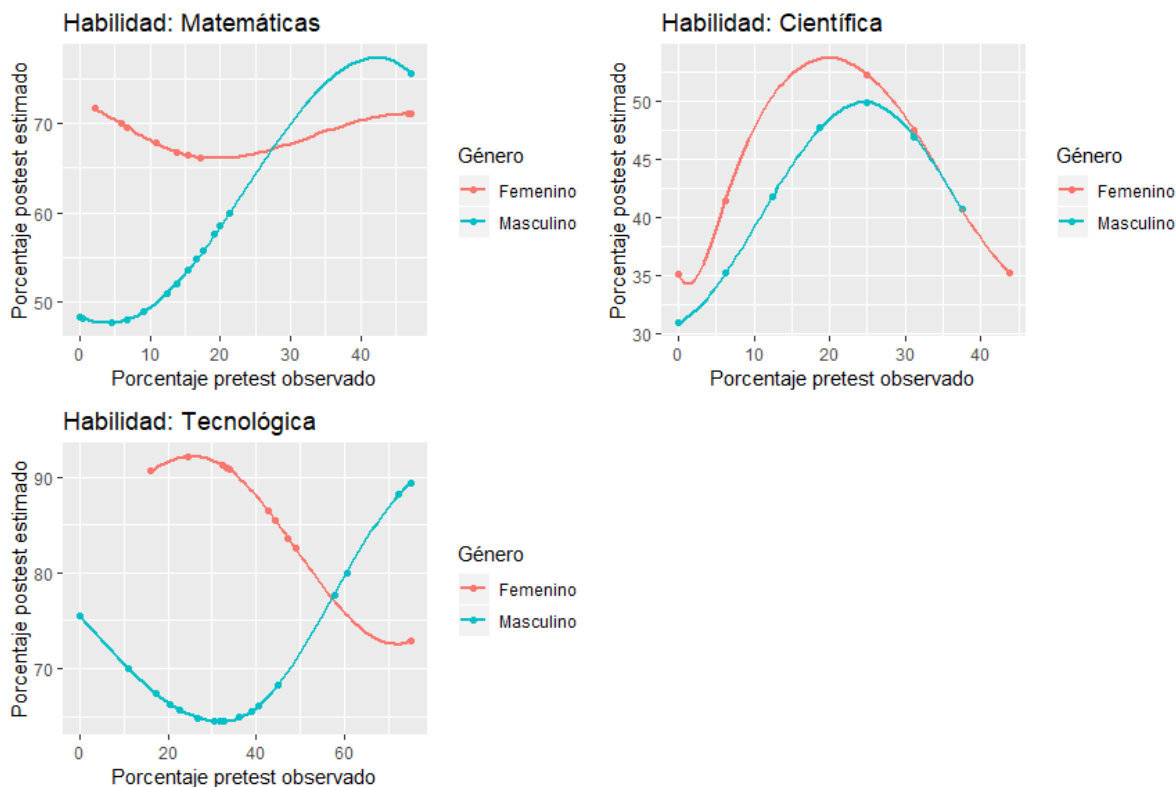 Habilidad: Matemáticas
Porcentaje postest estimado
70
60
50
0 10 20 30 40
Porcentaje pretest observado
Género
Femenino
Masculino
Habilidad: Científica
Porcentaje postest estimado
50
45
40
35
30
0 10 20 30 40
Porcentaje pretest observado
Género
Femenino
Masculino
Habilidad: Tecnológica
Porcentaje postest estimado
90
80
70
0 20 40 60
Porcentaje pretest observado
Género
Femenino
Masculino